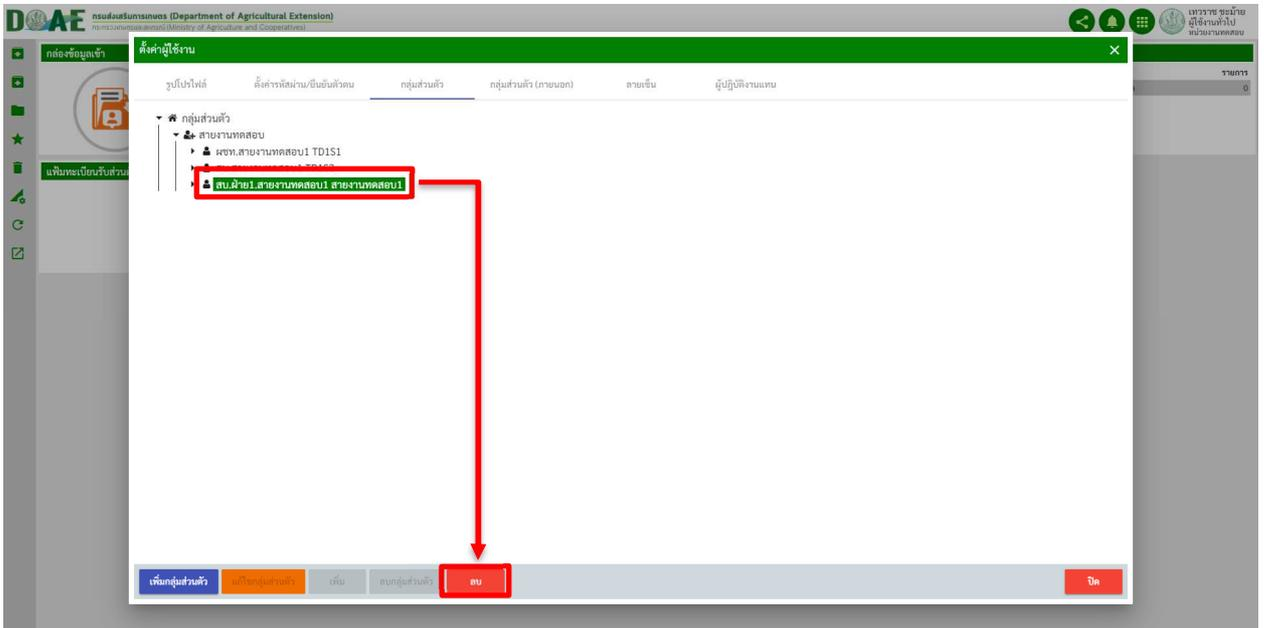 DOAE
กรมส่งเสริมการเกษตร (Department of Agricultural Extension)
กระทรวงเกษตรและสหกรณ์ (Ministry of Agriculture and Cooperatives)
เทวราช ชะม้าย
ผู้ใช้งานทั่วไป
หน่วยงานทดสอบ
กล่องข้อมูลเข้า
แฟ้มทะเบียนรับส่วน
รายการ
0
ตั้งค่าผู้ใช้งาน
รูปโปรไฟล์ ตั้งค่ารหัสผ่าน/ยืนยันตัวตน กลุ่มส่วนตัว กลุ่มส่วนตัว (ภายนอก) ลายเซ็น ผู้ปฏิบัติงานแทน
กลุ่มส่วนตัว
สายงานทดสอบ
ผชท.สายงานทดสอบ1 TD1S1
สบ.ฝ่าย1.สายงานทดสอบ1 สายงานทดสอบ1
เพิ่มกลุ่มส่วนตัว แก้ไขกลุ่มส่วนตัว เพิ่ม ลบกลุ่มส่วนตัว ลบ ปิด